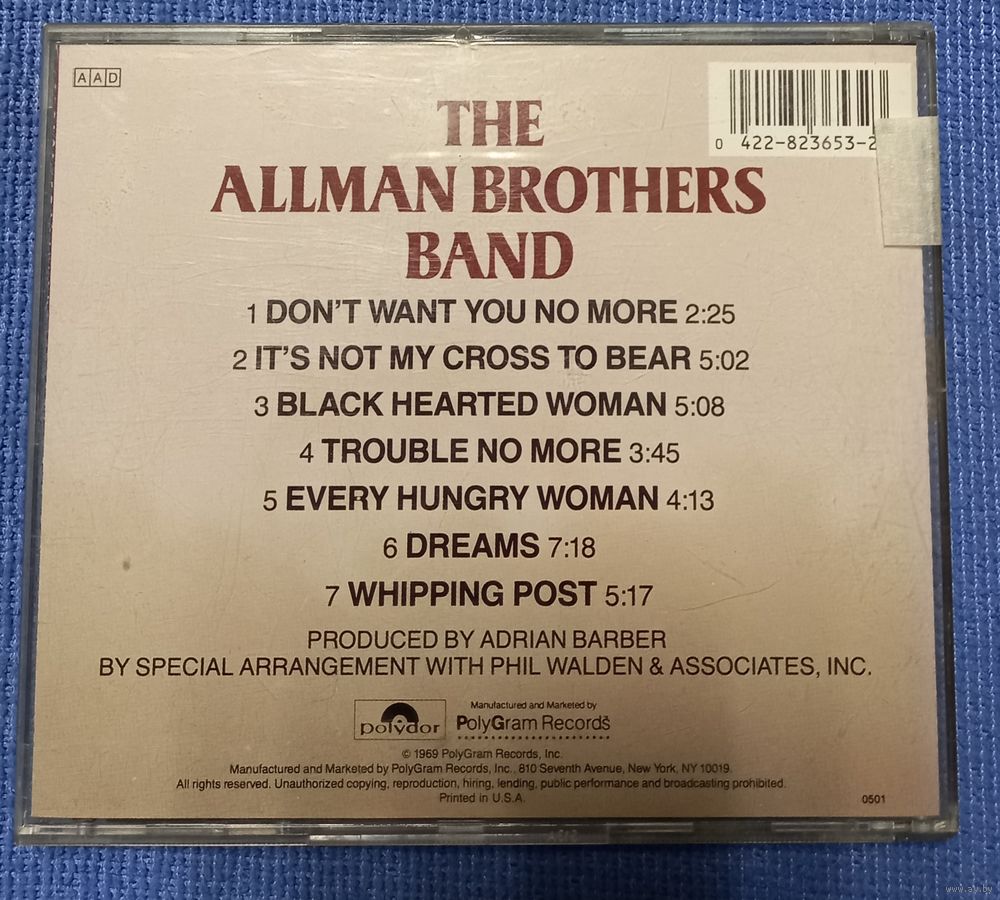 AAD
0 422-823653-2
THE
ALLMAN BROTHERS
BAND
1 DON'T WANT YOU NO MORE 2:25
2 IT'S NOT MY CROSS TO BEAR 5:02
3 BLACK HEARTED WOMAN 5:08
4 TROUBLE NO MORE 3:45
5 EVERY HUNGRY WOMAN 4:13
6 DREAMS 7:18
7 WHIPPING POST 5:17
PRODUCED BY ADRIAN BARBER
BY SPECIAL ARRANGEMENT WITH PHIL WALDEN & ASSOCIATES, INC.
polydor
Manufactured and Marketed by
PolyGram Records
© 1969 PolyGram Records, Inc.
Manufactured and Marketed by PolyGram Records, Inc., 810 Seventh Avenue, New York, NY 10019.
All rights reserved. Unauthorized copying, reproduction, hiring, lending, public performance and broadcasting prohibited.
Printed in U.S.A.
0501
www.ay.by